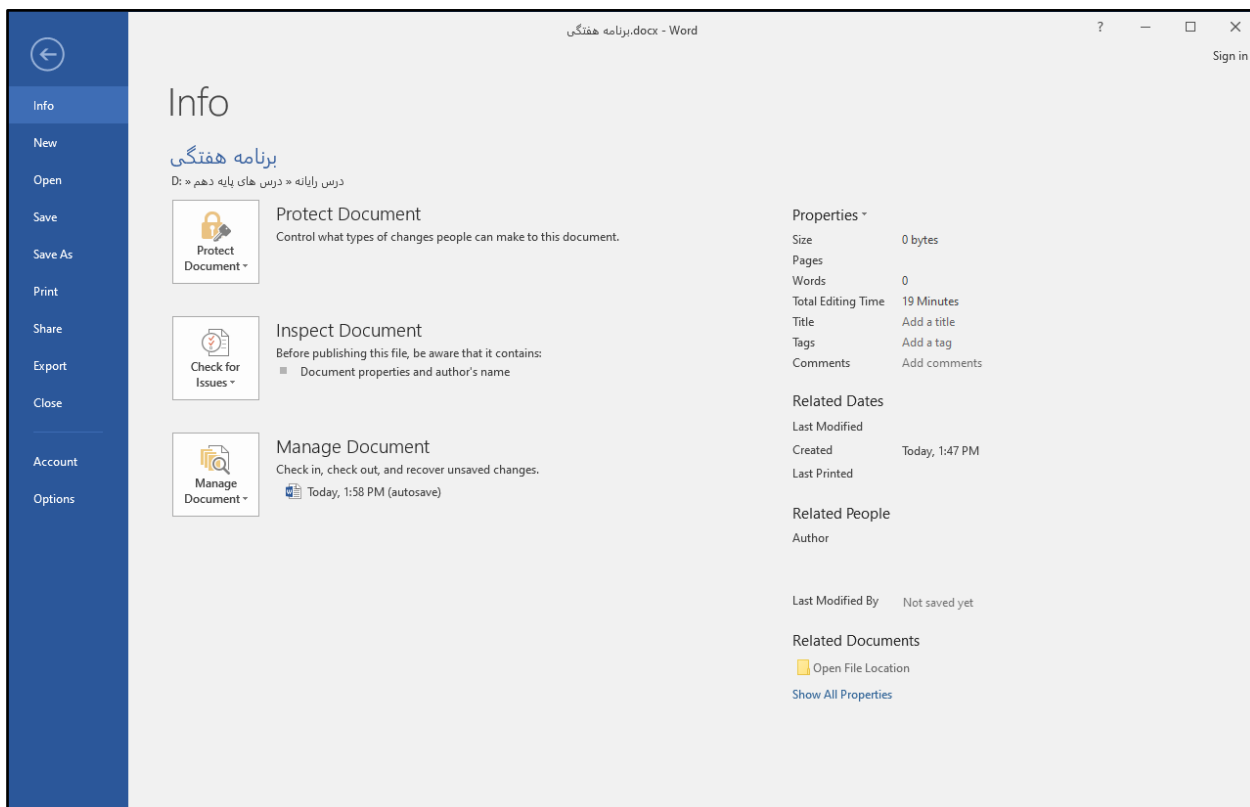 برنامه هفتگی.docx - Word
?
Sign in
Info
New
Open
Save
Save As
Print
Share
Export
Close
Account
Options
Info
برنامه هفتگی
D: » درس های پایه دهم » درس رایانه
Protect Document
Protect Document
Control what types of changes people can make to this document.
Check for Issues
Inspect Document
Before publishing this file, be aware that it contains:
Document properties and author's name
Manage Document
Manage Document
Check in, check out, and recover unsaved changes.
Today, 1:58 PM (autosave)
Properties
Size 0 bytes
Pages
Words 0
Total Editing Time 19 Minutes
Title Add a title
Tags Add a tag
Comments Add comments
Related Dates
Last Modified
Created Today, 1:47 PM
Last Printed
Related People
Author
Last Modified By Not saved yet
Related Documents
Open File Location
Show All Properties